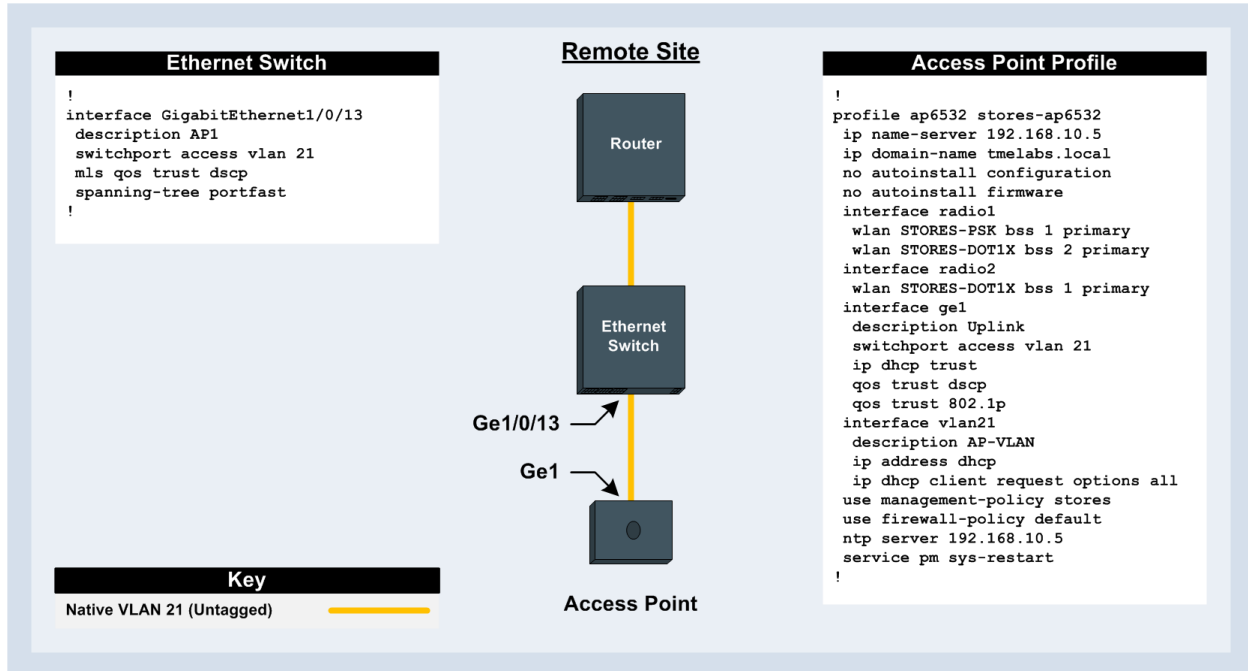 Remote Site
Ethernet Switch
!
interface GigabitEthernet1/0/13
description AP1
switchport access vlan 21
mls qos trust dscp
spanning-tree portfast
!
Router
Ethernet
Switch
Ge1/0/13
Ge1
Access Point
Access Point Profile
!
profile ap6532 stores-ap6532
ip name-server 192.168.10.5
ip domain-name tmelabs.local
no autoinstall configuration
no autoinstall firmware
interface radio1
wlan STORES-PSK bss 1 primary
wlan STORES-DOT1X bss 2 primary
interface radio2
wlan STORES-DOT1X bss 1 primary
interface ge1
description Uplink
switchport access vlan 21
ip dhcp trust
qos trust dscp
qos trust 802.1p
interface vlan21
description AP-VLAN
ip address dhcp
ip dhcp client request options all
use management-policy stores
use firewall-policy default
ntp server 192.168.10.5
service pm sys-restart
!
Key
Native VLAN 21 (Untagged)